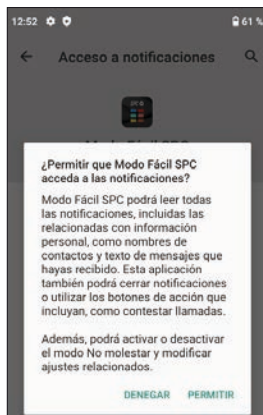 12:52 61 %
Acceso a notificaciones
Modo Fácil SPC
¿Permitir que Modo Fácil SPC
acceda a las notificaciones?
Modo Fácil SPC podrá leer todas
las notificaciones, incluidas las
relacionadas con información
personal, como nombres de
contactos y texto de mensajes que
hayas recibido. Esta aplicación
también podrá cerrar notificaciones
o utilizar los botones de acción que
incluyan, como contestar llamadas.
Además, podrá activar o desactivar
el modo No molestar y modificar
ajustes relacionados.
DENEGAR PERMITIR